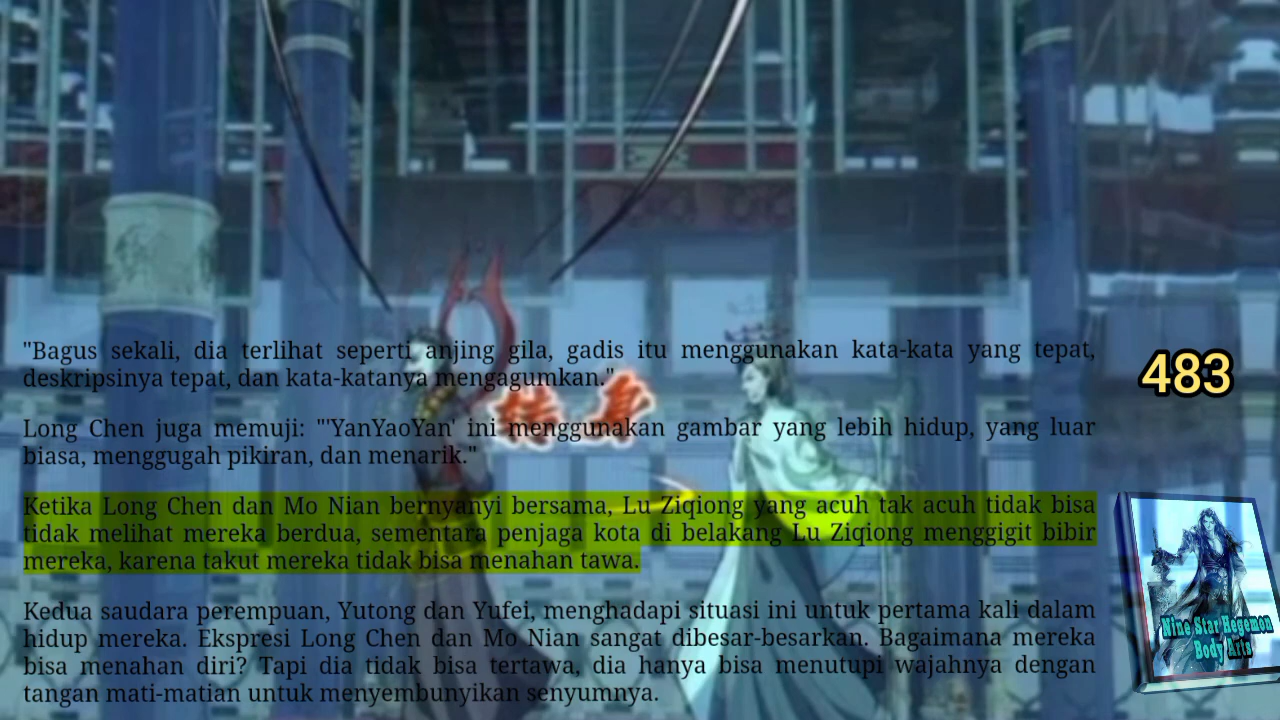 "Bagus sekali, dia terlihat seperti anjing gila, gadis itu menggunakan kata-kata yang tepat,
deskripsinya tepat, dan kata-katanya mengagumkan."
483
Long Chen juga memuji: "'YanYaoYan' ini menggunakan gambar yang lebih hidup, yang luar
biasa, menggugah pikiran, dan menarik."
Ketika Long Chen dan Mo Nian bernyanyi bersama, Lu Ziqiong yang acuh tak acuh tidak bisa
tidak melihat mereka berdua, sementara penjaga kota di belakang Lu Ziqiong menggigit bibir
mereka, karena takut mereka tidak bisa menahan tawa.
Kedua saudara perempuan, Yutong dan Yufei, menghadapi situasi ini untuk pertama kali dalam
hidup mereka. Ekspresi Long Chen dan Mo Nian sangat dibesar-besarkan. Bagaimana mereka
bisa menahan diri? Tapi dia tidak bisa tertawa, dia hanya bisa menutupi wajahnya dengan
tangan mati-matian untuk menyembunyikan senyumnya.
Nine Star Hegemon
Body Arts